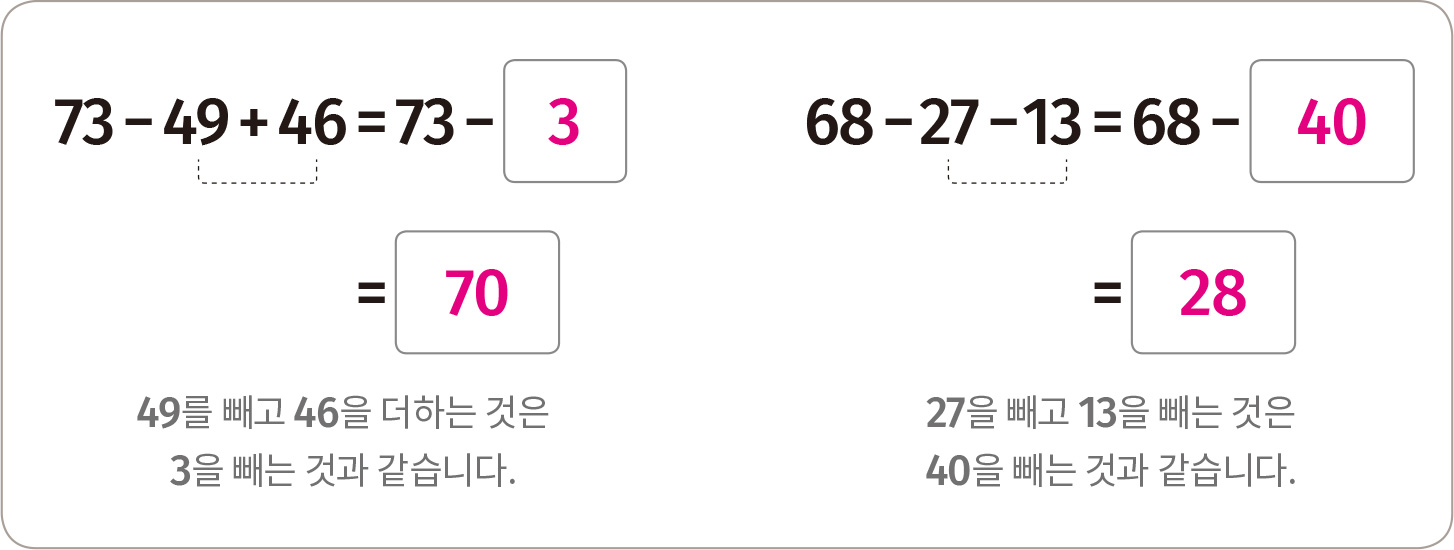 73 − 49 + 46 = 73 − 3
= 70
49를 빼고 46을 더하는 것은
3을 빼는 것과 같습니다.
68 − 27 − 13 = 68 − 40
= 28
27을 빼고 13을 빼는 것은
40을 빼는 것과 같습니다.